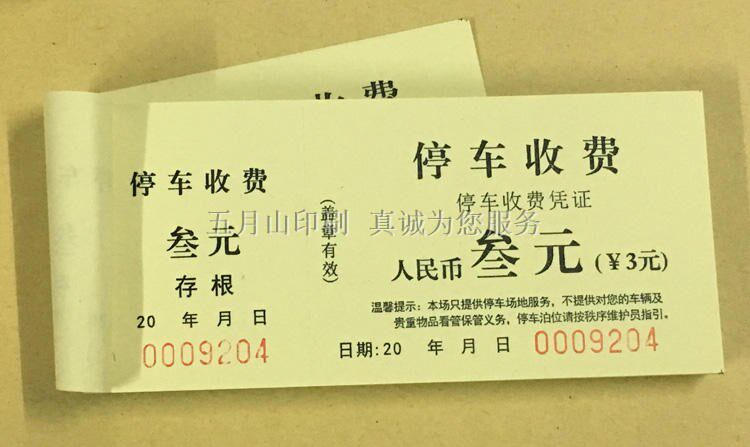 收费
停车收费
叁元
存根
20 年 月 日
0009204
(盖章有效)
停车收费
停车收费凭证
人民币 叁元 (¥3元)
温馨提示：本场只提供停车场地服务，不提供对您的车辆及
贵重物品看管保管义务，停车泊位请按秩序维护员指引。
日期:20 年 月 日 0009204
五月山印刷 真诚为您服务